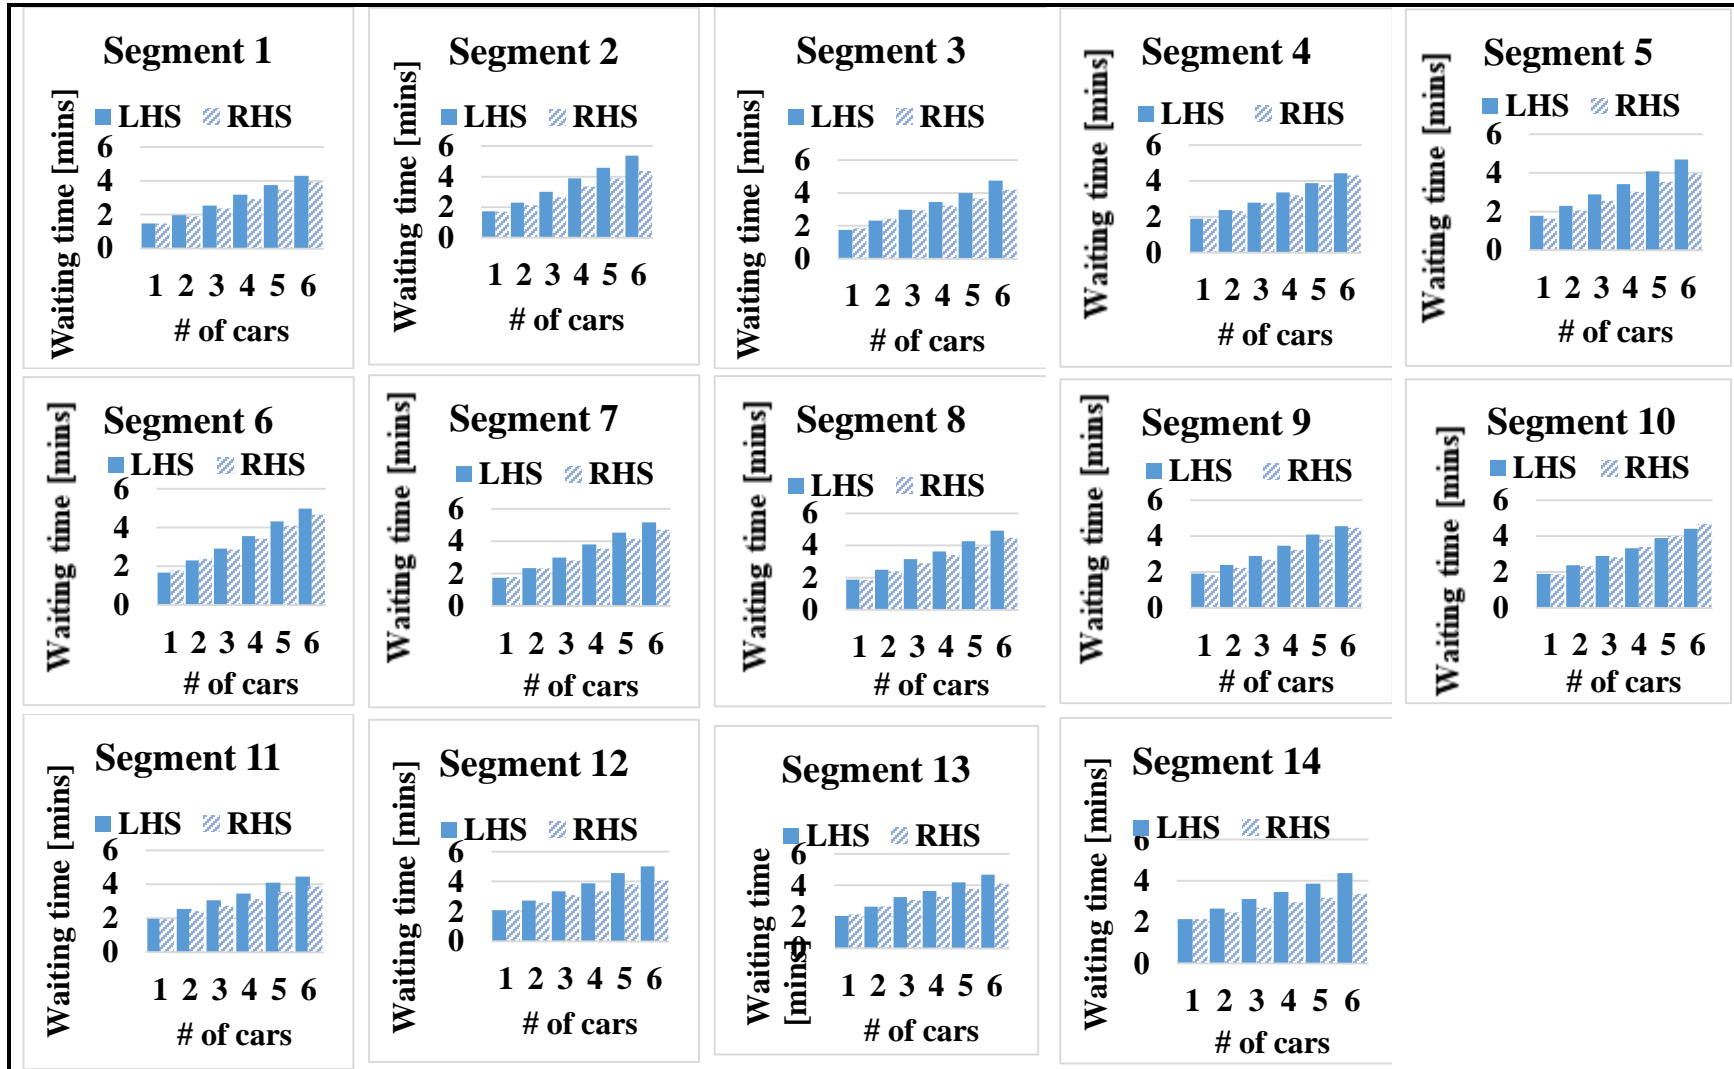 Segment 1
Waiting time [mins]
LHS RHS
6
4
2
0
1 2 3 4 5 6
# of cars
Segment 2
Waiting time [mins]
LHS RHS
6
4
2
0
1 2 3 4 5 6
# of cars
Segment 3
Waiting time [mins]
LHS RHS
6
4
2
0
1 2 3 4 5 6
# of cars
Segment 4
Waiting time [mins]
LHS RHS
6
4
2
0
1 2 3 4 5 6
# of cars
Segment 5
Waiting time [mins]
LHS RHS
6
4
2
0
1 2 3 4 5 6
# of cars
Segment 6
Waiting time [mins]
LHS RHS
6
4
2
0
1 2 3 4 5 6
# of cars
Segment 7
Waiting time [mins]
LHS RHS
6
4
2
0
1 2 3 4 5 6
# of cars
Segment 8
Waiting time [mins]
LHS RHS
6
4
2
0
1 2 3 4 5 6
# of cars
Segment 9
Waiting time [mins]
LHS RHS
6
4
2
0
1 2 3 4 5 6
# of cars
Segment 10
Waiting time [mins]
LHS RHS
6
4
2
0
1 2 3 4 5 6
# of cars
Segment 11
Waiting time [mins]
LHS RHS
6
4
2
0
1 2 3 4 5 6
# of cars
Segment 12
Waiting time [mins]
LHS RHS
6
4
2
0
1 2 3 4 5 6
# of cars
Segment 13
Waiting time
[mins]
LHS RHS
6
4
2
0
1 2 3 4 5 6
# of cars
Segment 14
Waiting time [mins]
LHS RHS
6
4
2
0
1 2 3 4 5 6
# of cars